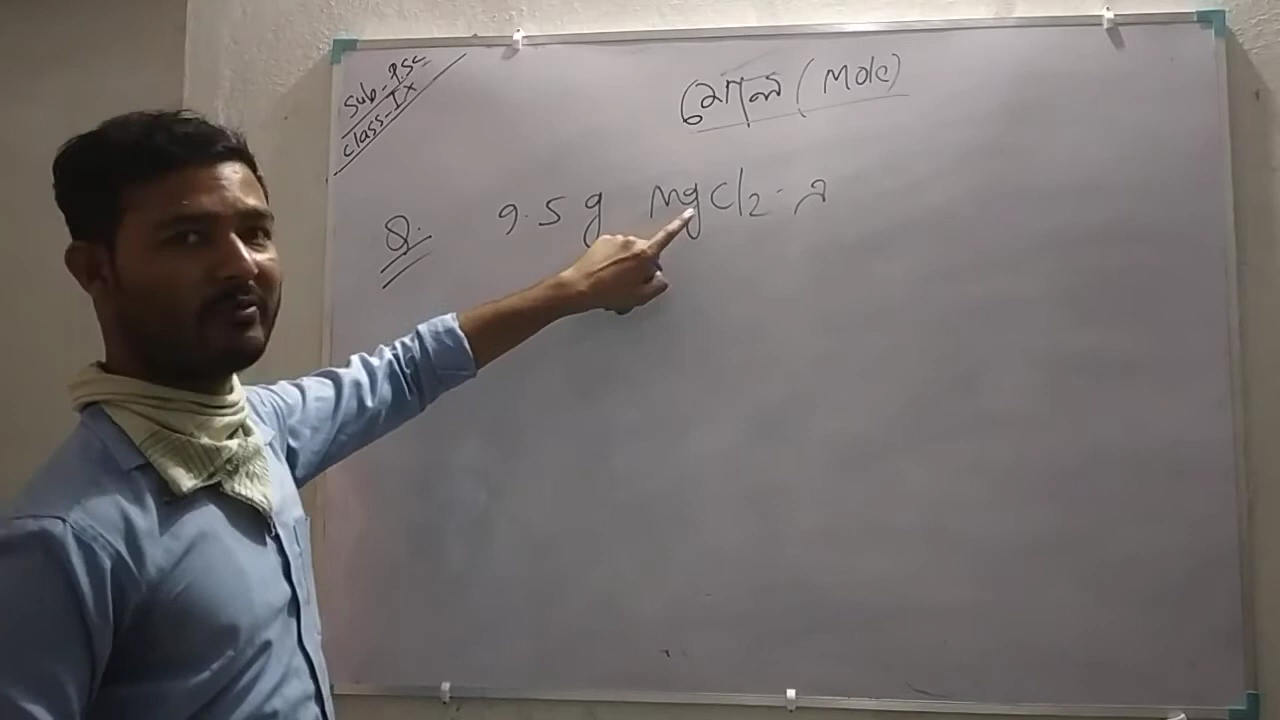 Sub-P.SC
Class-IX
মোল (Mole)
Q. 9.5 g MgCl2-এ